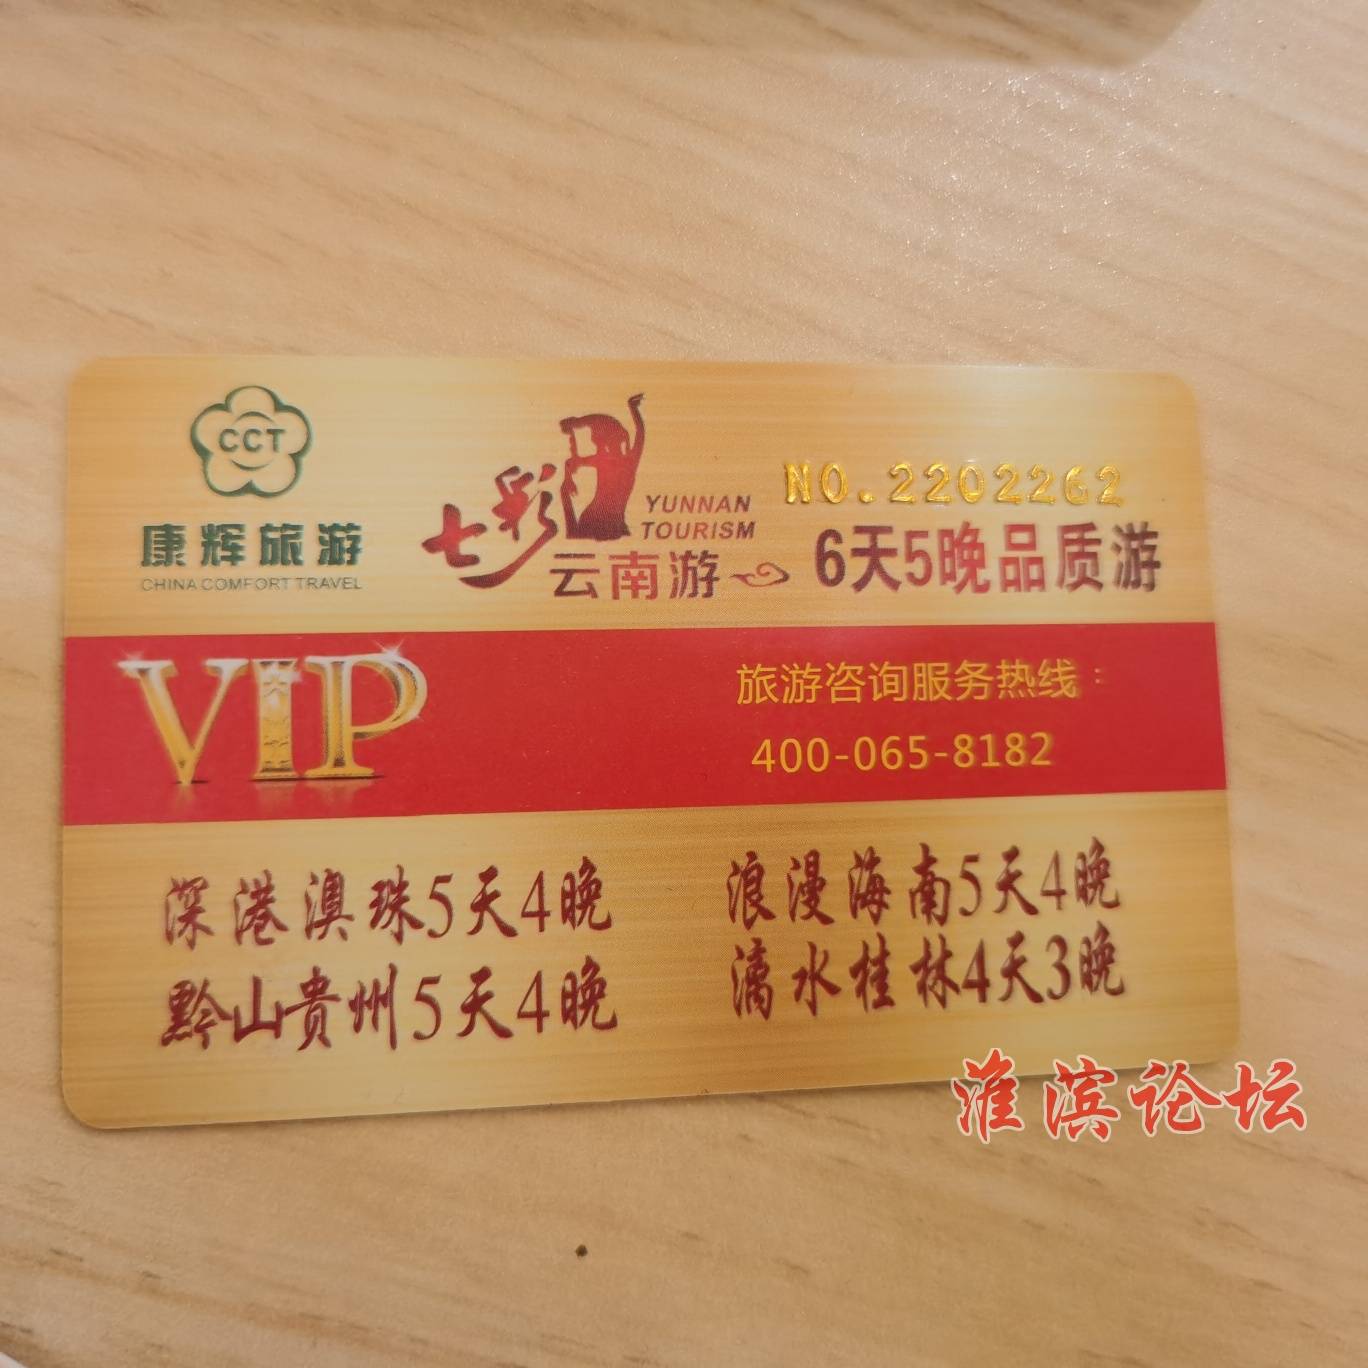 CCT
康辉旅游
CHINA COMFORT TRAVEL
七彩
YUNNAN
TOURISM
云南游
NO.2202262
6天5晚品质游
VIP
旅游咨询服务热线：
400-065-8182
深港澳珠5天4晚
浪漫海南5天4晚
黔山贵州5天4晚
漓水桂林4天3晚
淮滨论坛